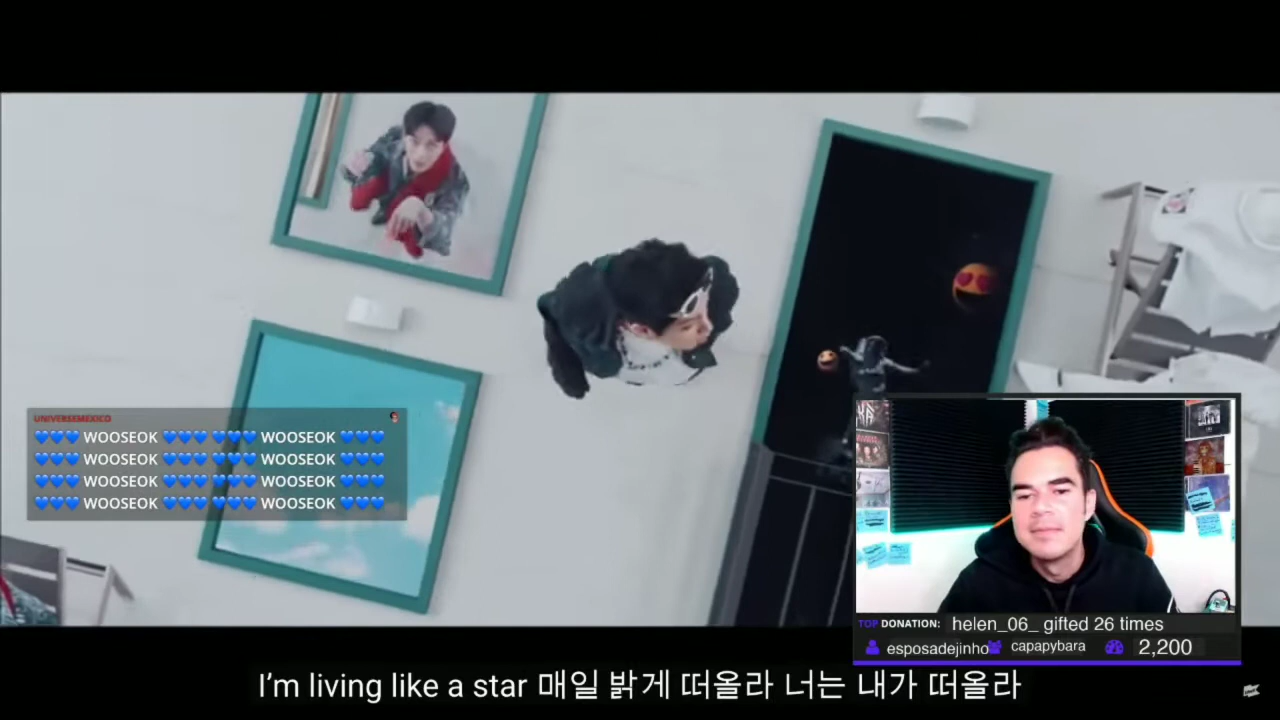 UNIVERSEMEXICO
💙💙💙 WOOSEOK 💙💙💙 💙💙💙 WOOSEOK 💙💙💙
💙💙💙 WOOSEOK 💙💙💙 💙💙💙 WOOSEOK 💙💙💙
💙💙💙 WOOSEOK 💙💙💙 💙💙💙 WOOSEOK 💙💙💙
💙💙💙 WOOSEOK 💙💙💙 💙💙💙 WOOSEOK 💙💙💙
TOP DONATION: helen_06_ gifted 26 times
esposadejinho capapybara 2,200
I'm living like a star 매일 밝게 떠올라 너는 내가 떠올라